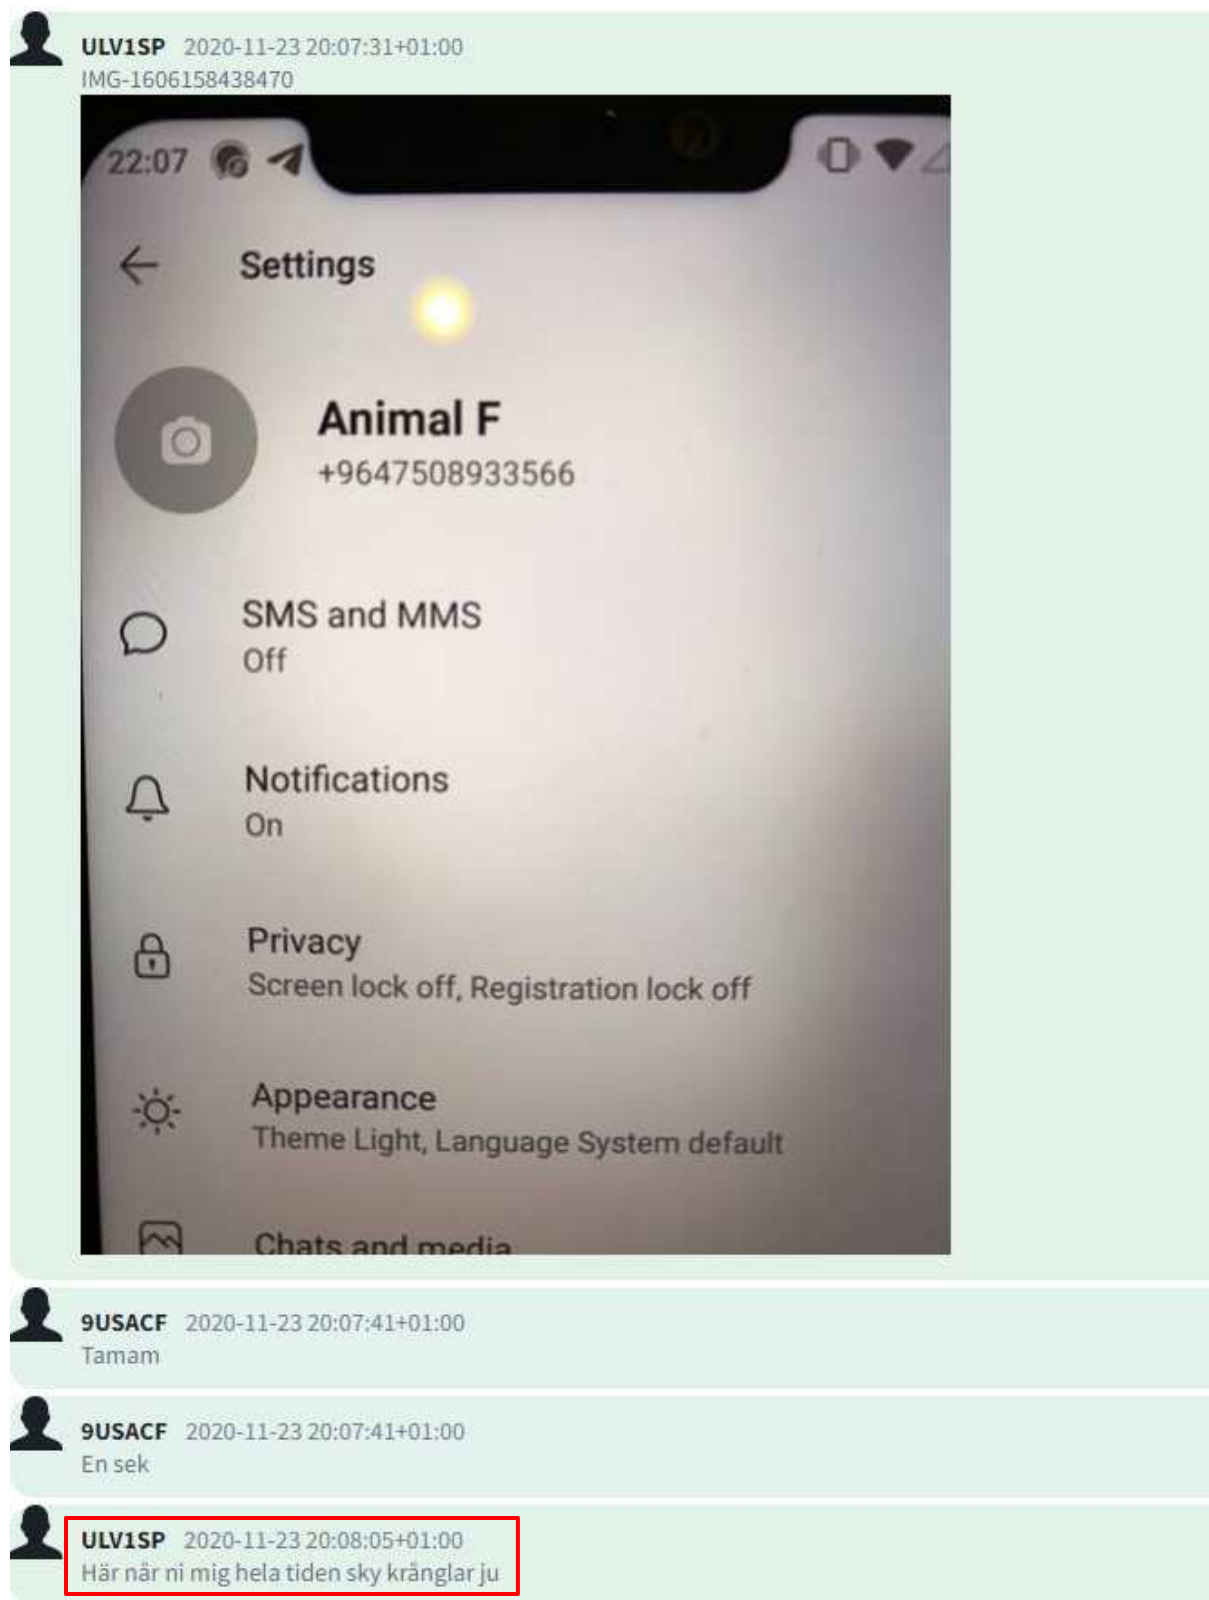 ULV1SP 2020-11-23 20:07:31+01:00
IMG-1606158438470
22:07
Settings
Animal F
+9647508933566
SMS and MMS
Off
Notifications
On
Privacy
Screen lock off, Registration lock off
Appearance
Theme Light, Language System default
Chats and media
9USACF 2020-11-23 20:07:41+01:00
Tamam
9USACF 2020-11-23 20:07:41+01:00
En sek
ULV1SP 2020-11-23 20:08:05+01:00
Här når ni mig hela tiden sky krånglar ju